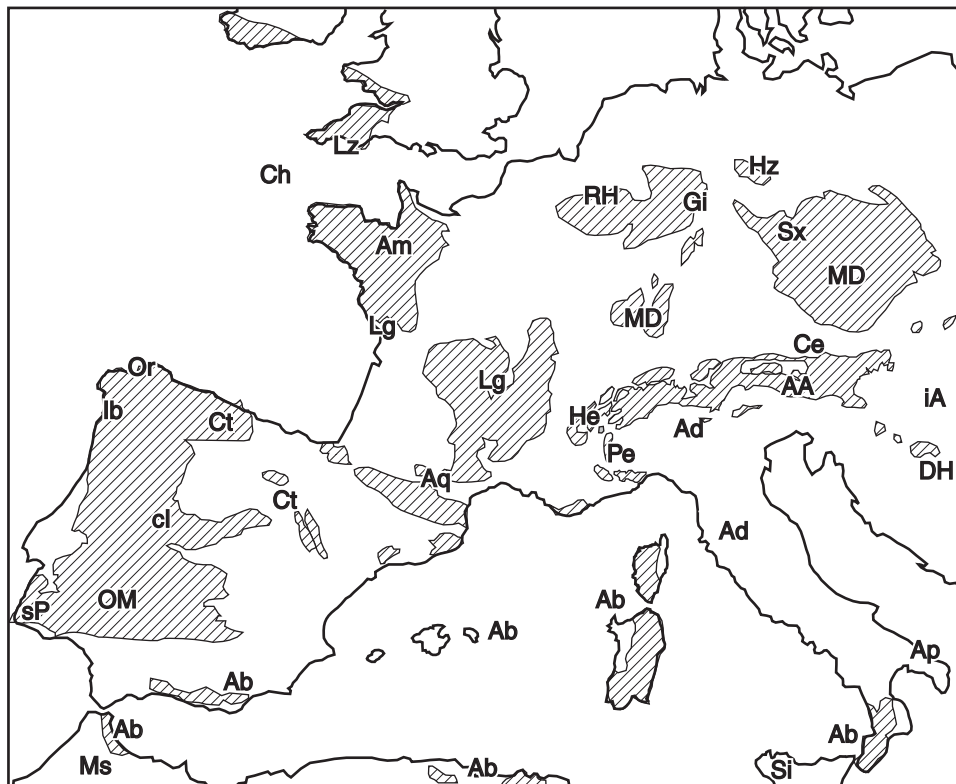 Lz
Ch
Hz
RH
Gi
Am
Sx
MD
Lg
MD
Ce
Or
Lg
AA
Ib
Ct
He
Ad
iA
Pe
Aq
DH
Ct
cl
Ad
sP
OM
Ab
Ab
Ap
Ab
Ab
Ab
Ms
Ab
Si